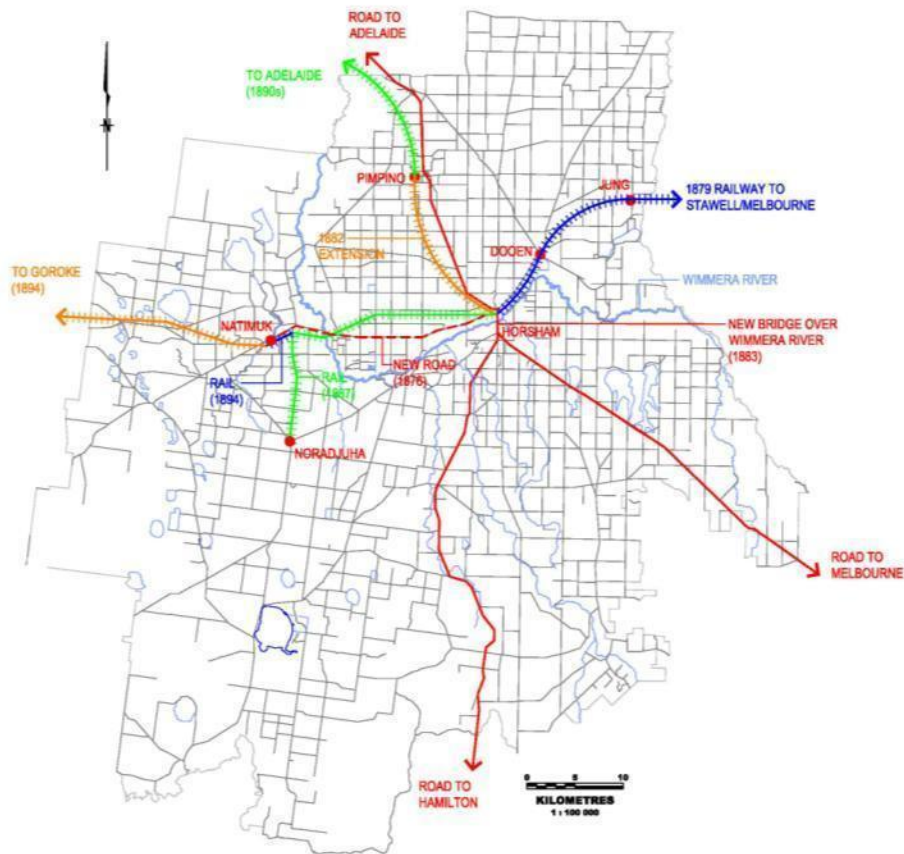 ROAD TO
ADELAIDE
TO ADELAIDE
(1890s)
N
PIMPINO
JUNG
1879 RAILWAY TO
STAWELL/MELBOURNE
1882
EXTENSION
DOOEN
TO GOROKE
(1894)
WIMMERA RIVER
NATIMUK
HORSHAM
NEW BRIDGE OVER
WIMMERA RIVER
(1883)
NEW ROAD
(1876)
RAIL
(1894)
RAIL
(1887)
NORADJUHA
ROAD TO
MELBOURNE
ROAD TO
HAMILTON
0 5 10
KILOMETRES
1 : 100 000